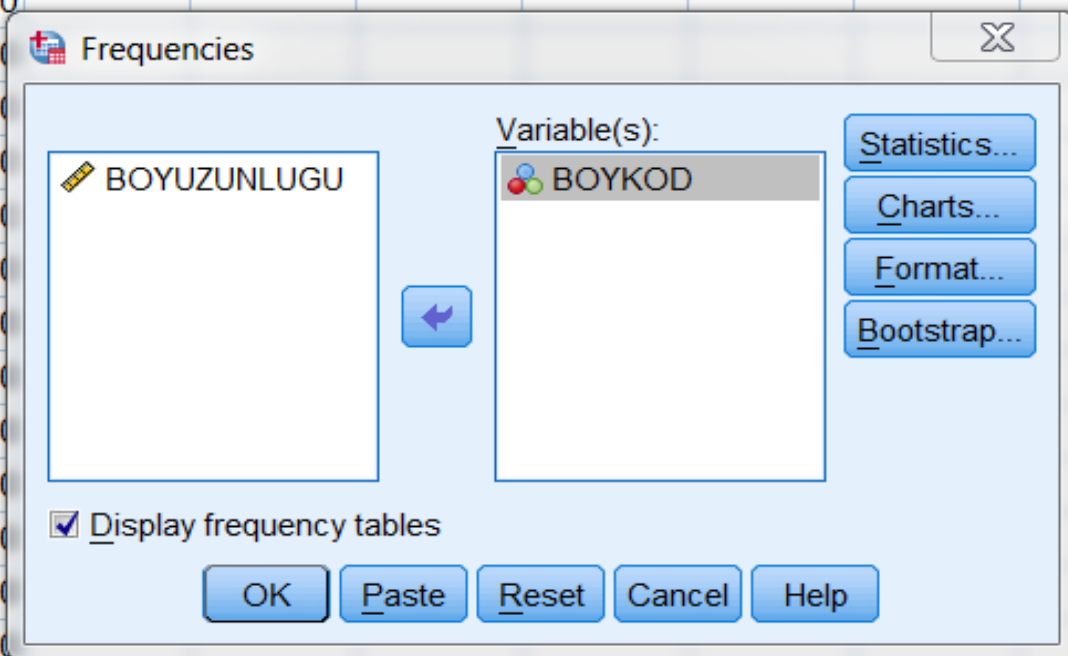 Frequencies
Variable(s):
BOYUZUNLUGU
BOYKOD
Statistics...
Charts...
Format...
Bootstrap...
Display frequency tables
OK Paste Reset Cancel Help